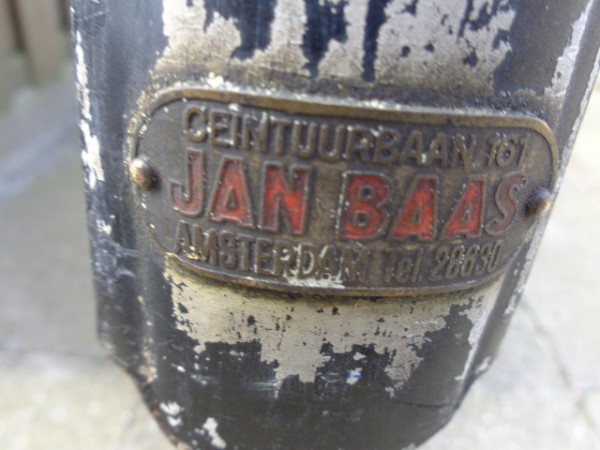 CEINTUURBAAN 161
JAN BAAS
AMSTERDAM Tel. 28630